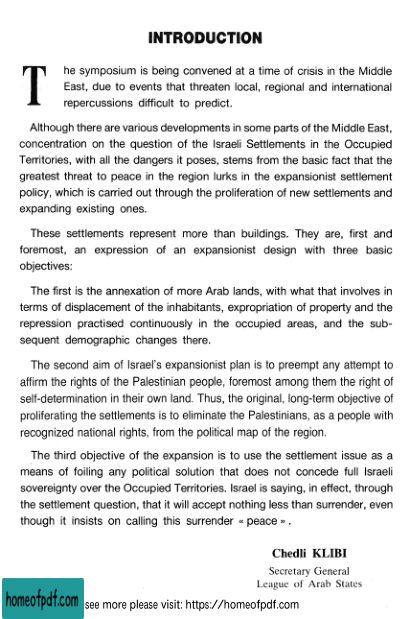 INTRODUCTION
The symposium is being convened at a time of crisis in the Middle
East, due to events that threaten local, regional and international
repercussions difficult to predict.
Although there are various developments in some parts of the Middle East,
concentration on the question of the Israeli Settlements in the Occupied
Territories, with all the dangers it poses, stems from the basic fact that the
greatest threat to peace in the region lurks in the expansionist settlement
policy, which is carried out through the proliferation of new settlements and
expanding existing ones.
These settlements represent more than buildings. They are, first and
foremost, an expression of an expansionist design with three basic
objectives:
The first is the annexation of more Arab lands, with what that involves in
terms of displacement of the inhabitants, expropriation of property and the
repression practised continuously in the occupied areas, and the sub-
sequent demographic changes there.
The second aim of Israel's expansionist plan is to preempt any attempt to
affirm the rights of the Palestinian people, foremost among them the right of
self-determination in their own land. Thus, the original, long-term objective of
proliferating the settlements is to eliminate the Palestinians, as a people with
recognized national rights, from the political map of the region.
The third objective of the expansion is to use the settlement issue as a
means of foiling any political solution that does not concede full Israeli
sovereignty over the Occupied Territories. Israel is saying, in effect, through
the settlement question, that it will accept nothing less than surrender, even
though it insists on calling this surrender « peace » .
Chedli KLIBI
Secretary General
League of Arab States
homeofpdf.com see more please visit: https://homeofpdf.com